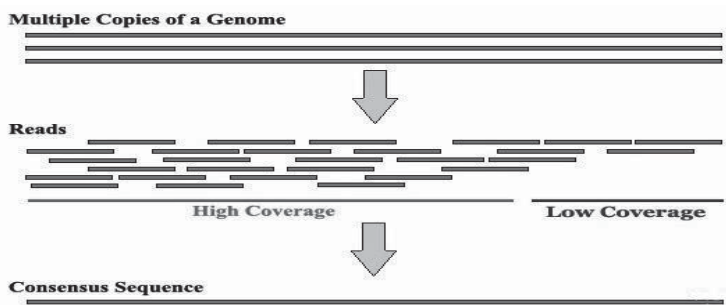 Multiple Copies of a Genome
Reads
High Coverage
Low Coverage
Consensus Sequence